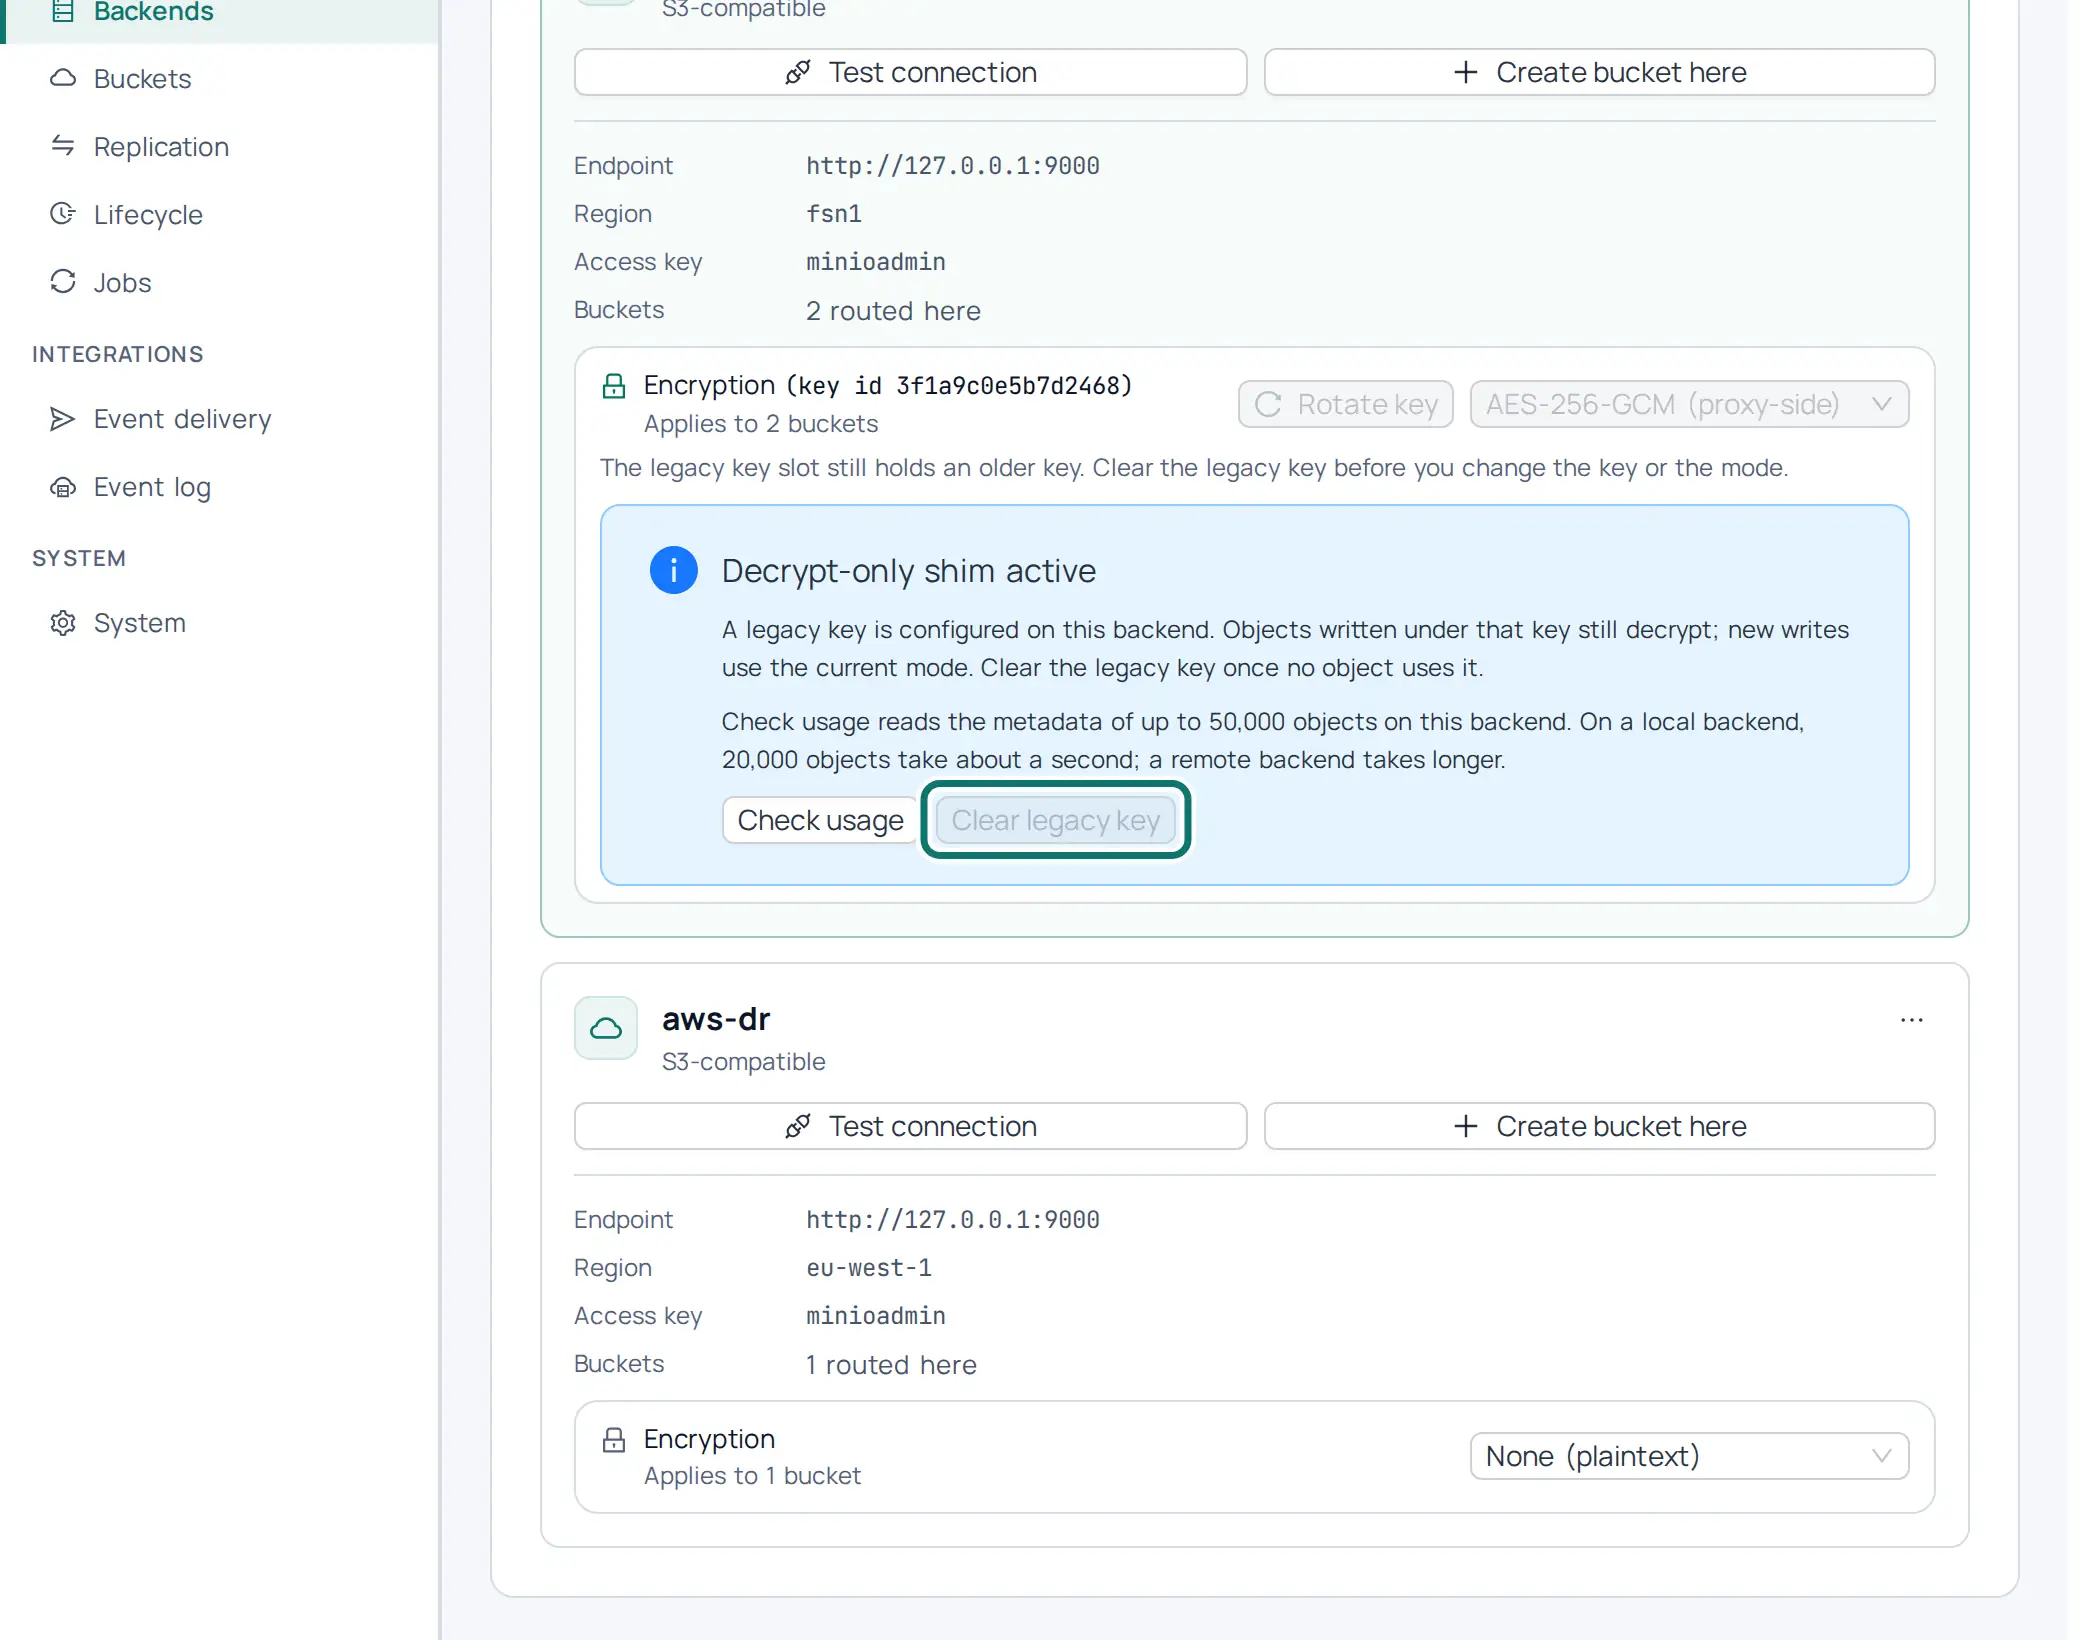 Backends
Buckets
Replication
Lifecycle
Jobs
INTEGRATIONS
Event delivery
Event log
SYSTEM
System
S3-compatible
Test connection
Create bucket here
Endpoint http://127.0.0.1:9000
Region fsn1
Access key minioadmin
Buckets 2 routed here
Encryption (key id 3f1a9c0e5b7d2468)
Applies to 2 buckets
Rotate key
AES-256-GCM (proxy-side)
The legacy key slot still holds an older key. Clear the legacy key before you change the key or the mode.
Decrypt-only shim active
A legacy key is configured on this backend. Objects written under that key still decrypt; new writes
use the current mode. Clear the legacy key once no object uses it.
Check usage reads the metadata of up to 50,000 objects on this backend. On a local backend,
20,000 objects take about a second; a remote backend takes longer.
Check usage
Clear legacy key
aws-dr
S3-compatible
Test connection
Create bucket here
Endpoint http://127.0.0.1:9000
Region eu-west-1
Access key minioadmin
Buckets 1 routed here
Encryption
Applies to 1 bucket
None (plaintext)